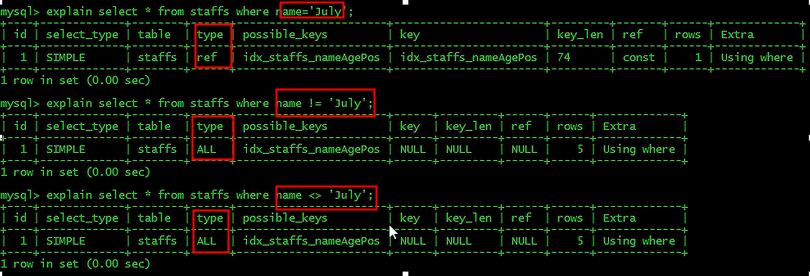 mysql> explain select * from staffs where name='July';
+----+-------------+--------+------+-----------------------+-----------------------+---------+-------+------+-------------+
| id | select_type | table | type | possible_keys | key | key_len | ref | rows | Extra |
| 1 | SIMPLE | staffs | ref | idx_staffs_nameAgePos | idx_staffs_nameAgePos | 74 | const | 1 | Using where |
1 row in set (0.00 sec)
mysql> explain select * from staffs where name != 'July';
| id | select_type | table | type | possible_keys | key | key_len | ref | rows | Extra |
| 1 | SIMPLE | staffs | ALL | idx_staffs_nameAgePos | NULL | NULL | NULL | 5 | Using where |
1 row in set (0.00 sec)
mysql> explain select * from staffs where name <> 'July';
| id | select_type | table | type | possible_keys | key | key_len | ref | rows | Extra |
| 1 | SIMPLE | staffs | ALL | idx_staffs_nameAgePos | NULL | NULL | NULL | 5 | Using where |
1 row in set (0.00 sec)